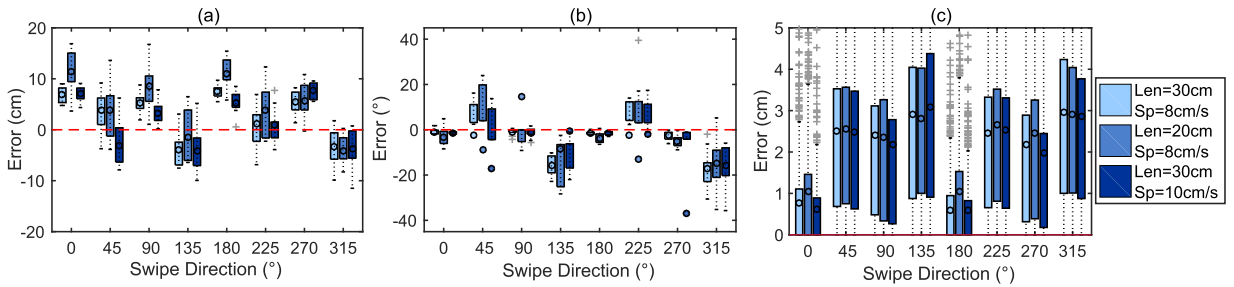 (a)
20
10
0
-10
-20
Error (cm)
0 45 90 135 180 225 270 315
Swipe Direction (°)
(b)
40
20
0
-20
-45
Error (°)
0 45 90 135 180 225 270 315
Swipe Direction (°)
(c)
5
4
3
2
1
0
Error (cm)
0 45 90 135 180 225 270 315
Swipe Direction (°)
Len=30cm
Sp=8cm/s
Len=20cm
Sp=8cm/s
Len=30cm
Sp=10cm/s